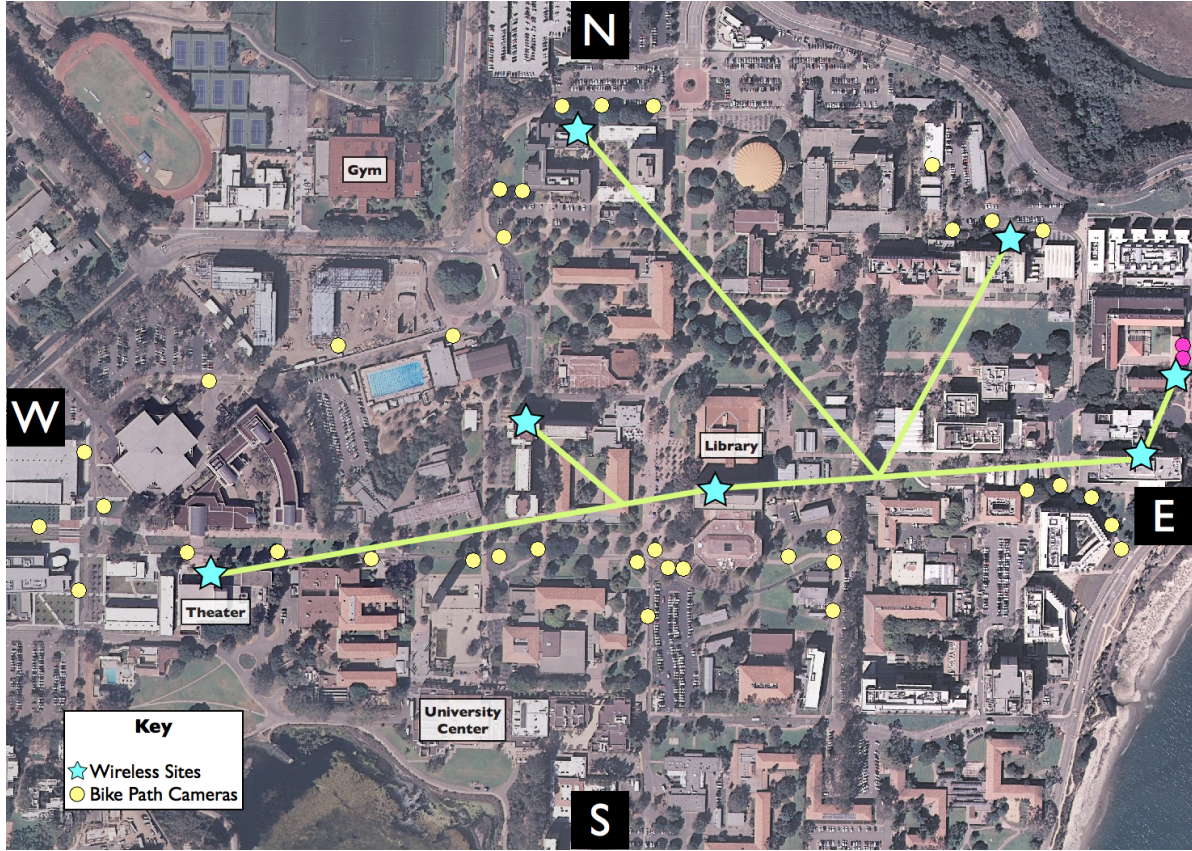 N
Gym
W
Library
E
Theater
University
Center
Key
Wireless Sites
Bike Path Cameras
S